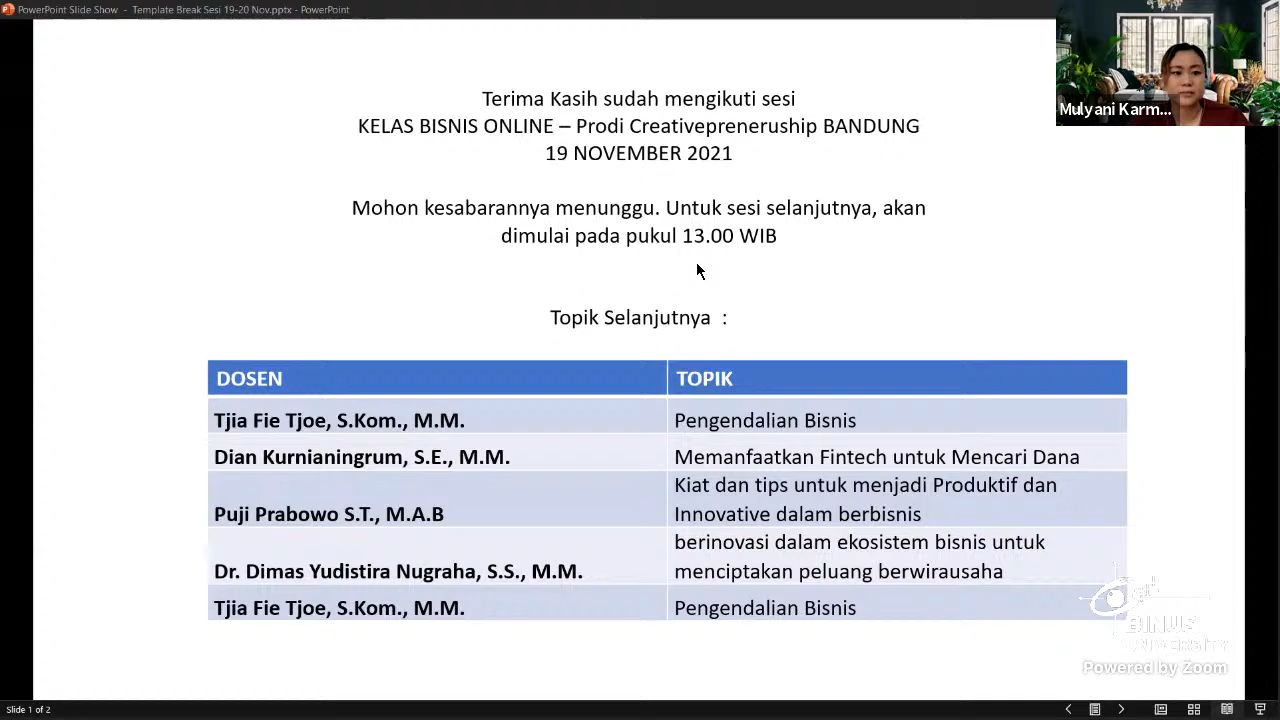 PowerPoint Slide Show - Template Break Sesi 19-20 Nov.pptx - PowerPoint
Mulyani Karm...
Terima Kasih sudah mengikuti sesi
KELAS BISNIS ONLINE – Prodi Creativepreneruship BANDUNG
19 NOVEMBER 2021
Mohon kesabarannya menunggu. Untuk sesi selanjutnya, akan
dimulai pada pukul 13.00 WIB
Topik Selanjutnya :
DOSEN TOPIK
Tjia Fie Tjoe, S.Kom., M.M. Pengendalian Bisnis
Dian Kurnianingrum, S.E., M.M. Memanfaatkan Fintech untuk Mencari Dana
Kiat dan tips untuk menjadi Produktif dan
Puji Prabowo S.T., M.A.B Innovative dalam berbisnis
berinovasi dalam ekosistem bisnis untuk
Dr. Dimas Yudistira Nugraha, S.S., M.M. menciptakan peluang berwirausaha
Tjia Fie Tjoe, S.Kom., M.M. Pengendalian Bisnis
BINUS
UNIVERSITY
Powered by Zoom
Slide 1 of 2